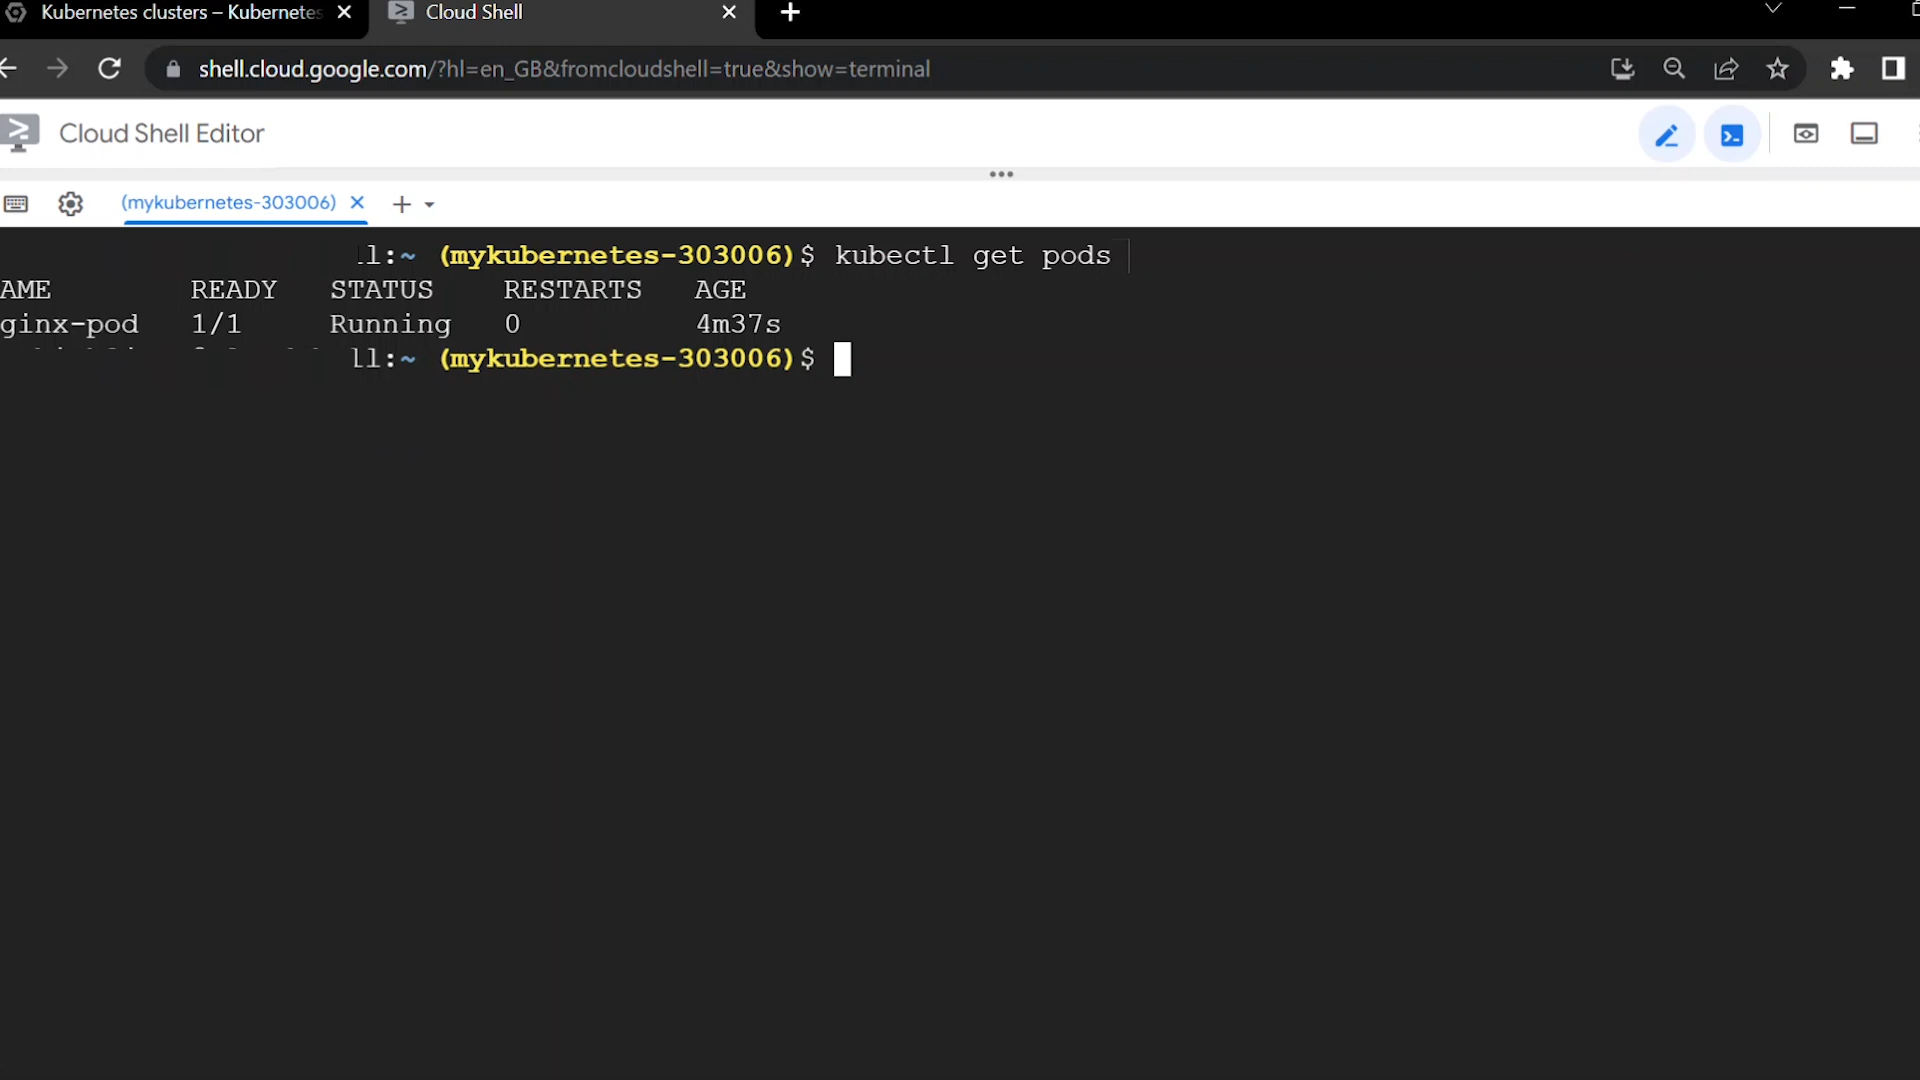 Kubernetes clusters – Kubernetes
Cloud Shell
shell.cloud.google.com/?hl=en_GB&fromcloudshell=true&show=terminal
Cloud Shell Editor
(mykubernetes-303006)
ll:~ (mykubernetes-303006)$ kubectl get pods
AME READY STATUS RESTARTS AGE
ginx-pod 1/1 Running 0 4m37s
ll:~ (mykubernetes-303006)$